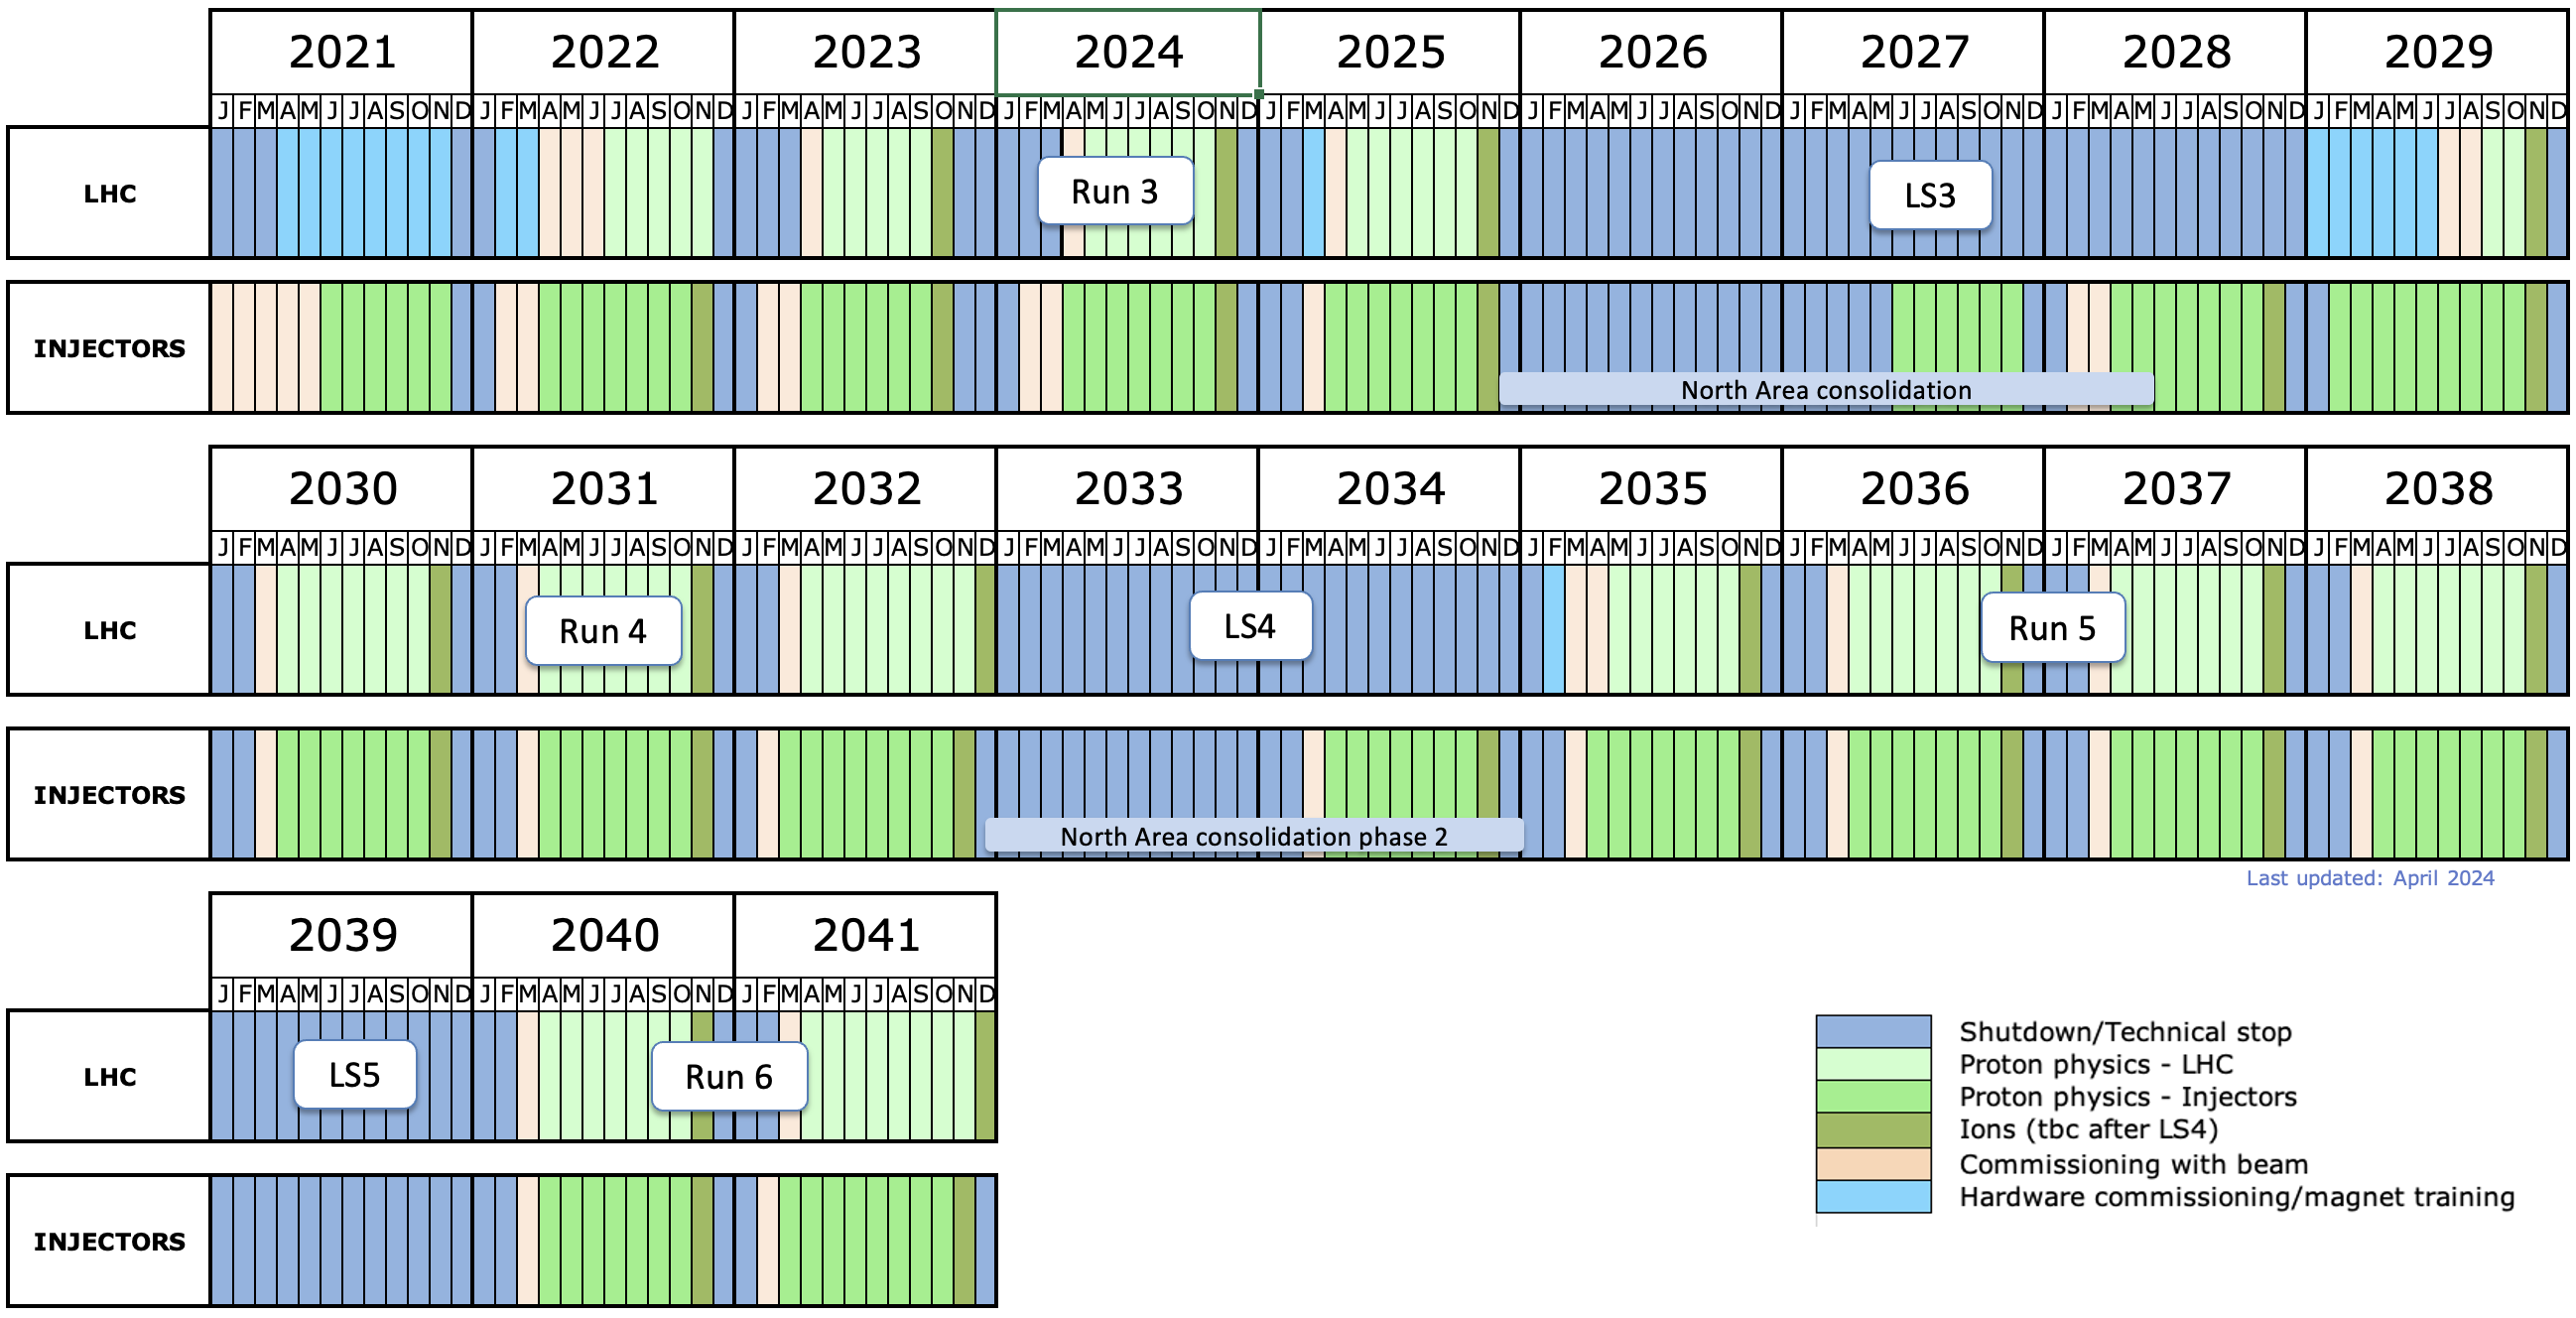 2021 2022 2023 2024 2025 2026 2027 2028 2029
J F M A M J J A S O N D J F M A M J J A S O N D J F M A M J J A S O N D J F M A M J J A S O N D J F M A M J J A S O N D J F M A M J J A S O N D J F M A M J J A S O N D J F M A M J J A S O N D J F M A M J J A S O N D
LHC
Run 3
LS3
INJECTORS
North Area consolidation
2030 2031 2032 2033 2034 2035 2036 2037 2038
J F M A M J J A S O N D J F M A M J J A S O N D J F M A M J J A S O N D J F M A M J J A S O N D J F M A M J J A S O N D J F M A M J J A S O N D J F M A M J J A S O N D J F M A M J J A S O N D J F M A M J J A S O N D
LHC
Run 4
LS4
Run 5
INJECTORS
North Area consolidation phase 2
Last updated: April 2024
2039 2040 2041
J F M A M J J A S O N D J F M A M J J A S O N D J F M A M J J A S O N D
LHC
LS5
Run 6
INJECTORS
Shutdown/Technical stop
Proton physics - LHC
Proton physics - Injectors
Ions (tbc after LS4)
Commissioning with beam
Hardware commissioning/magnet training